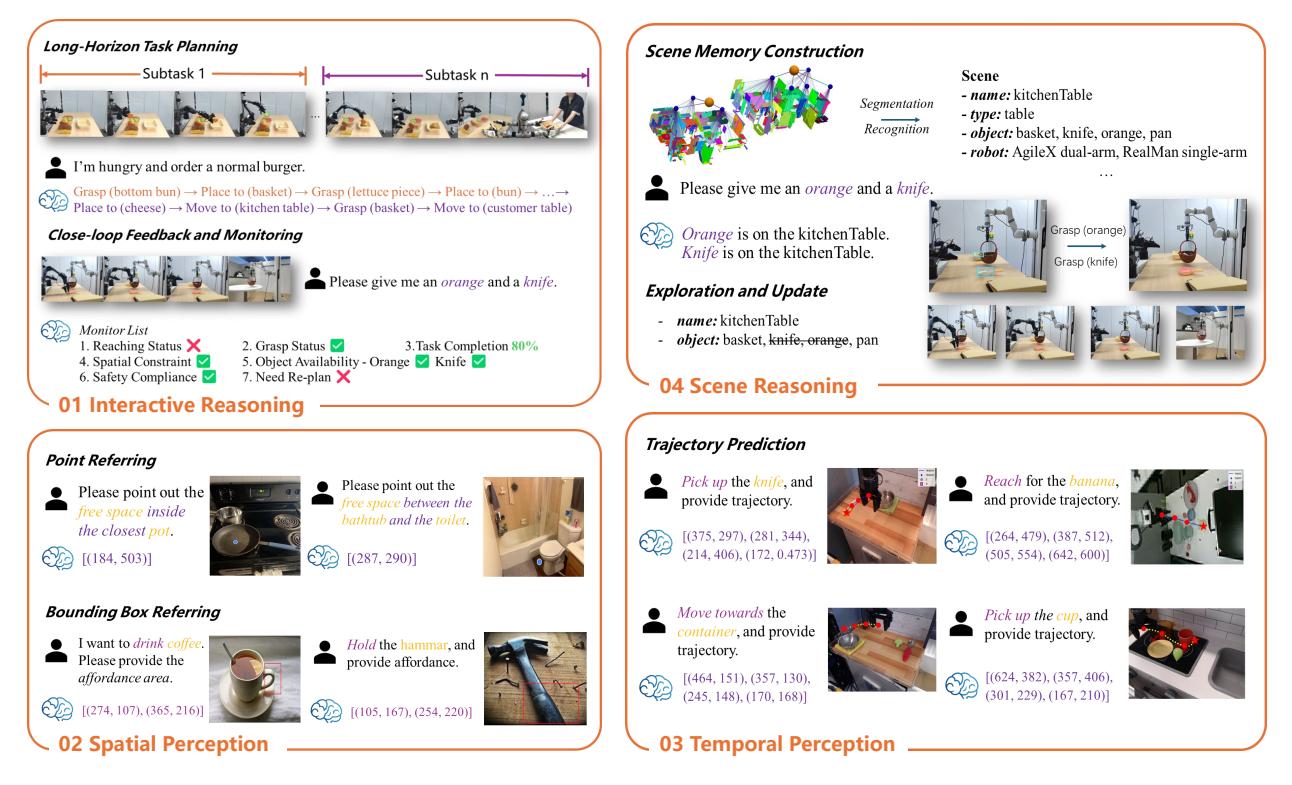 Long-Horizon Task Planning
Subtask 1
Subtask n
...
I'm hungry and order a normal burger.
Grasp (bottom bun) → Place to (basket) → Grasp (lettuce piece) → Place to (bun) → …→
Place to (cheese) → Move to (kitchen table) → Grasp (basket) → Move to (customer table)
Close-loop Feedback and Monitoring
Please give me an orange and a knife.
Monitor List
1. Reaching Status ❌ 2. Grasp Status ✅ 3.Task Completion 80%
4. Spatial Constraint ✅ 5. Object Availability - Orange ✅ Knife ✅
6. Safety Compliance ✅ 7. Need Re-plan ❌
01 Interactive Reasoning
Scene Memory Construction
Segmentation
Recognition
Scene
- name: kitchenTable
- type: table
- object: basket, knife, orange, pan
- robot: AgileX dual-arm, RealMan single-arm
…
Please give me an orange and a knife.
Orange is on the kitchenTable.
Knife is on the kitchenTable.
Grasp (orange)
Grasp (knife)
Exploration and Update
- name: kitchenTable
- object: basket, knife, orange, pan
04 Scene Reasoning
Point Referring
Please point out the
free space inside
the closest pot.
[(184, 503)]
Please point out the
free space between the
bathtub and the toilet.
[(287, 290)]
Bounding Box Referring
I want to drink coffee.
Please provide the
affordance area.
[(274, 107), (365, 216)]
Hold the hammar, and
provide affordance.
[(105, 167), (254, 220)]
02 Spatial Perception
Trajectory Prediction
Pick up the knife, and
provide trajectory.
[(375, 297), (281, 344),
(214, 406), (172, 0.473)]
Reach for the banana,
and provide trajectory.
[(264, 479), (387, 512),
(505, 554), (642, 600)]
Move towards the
container, and provide
trajectory.
[(464, 151), (357, 130),
(245, 148), (170, 168)]
Pick up the cup, and
provide trajectory.
[(624, 382), (357, 406),
(301, 229), (167, 210)]
03 Temporal Perception